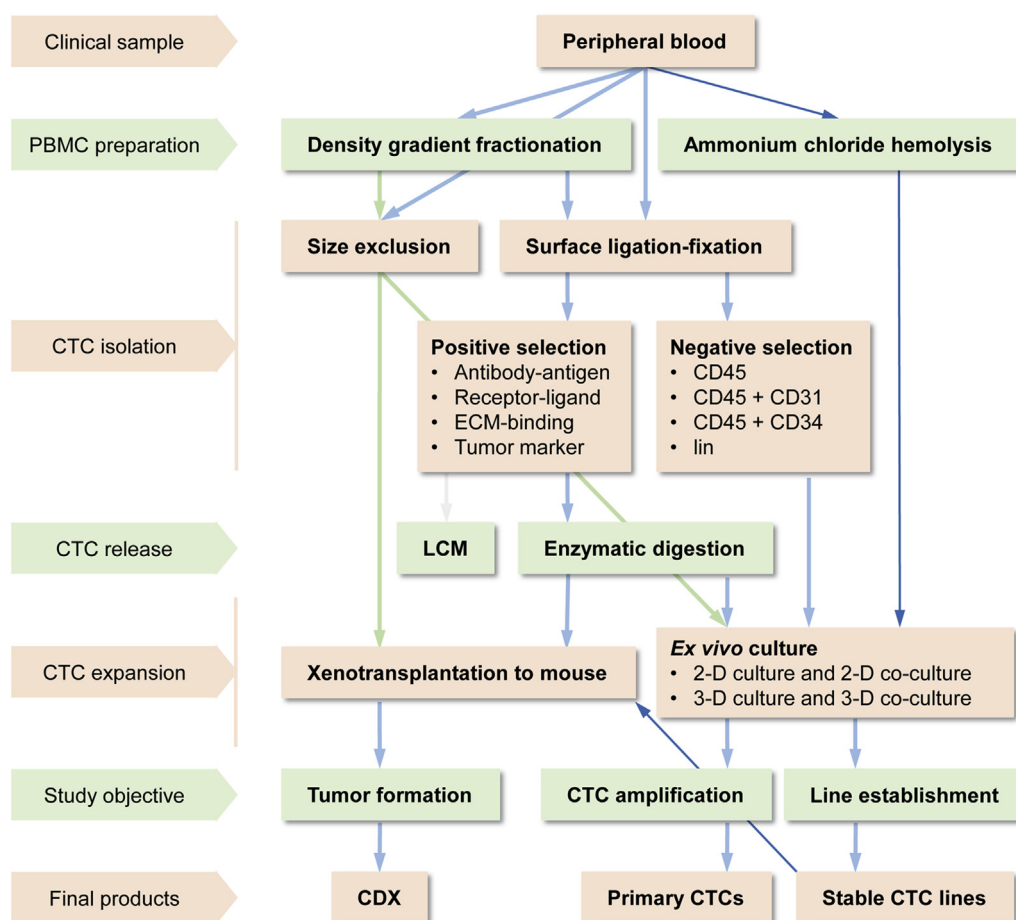 Clinical sample
Peripheral blood
PBMC preparation
Density gradient fractionation
Ammonium chloride hemolysis
Size exclusion
Surface ligation-fixation
CTC isolation
Positive selection
• Antibody-antigen
• Receptor-ligand
• ECM-binding
• Tumor marker
Negative selection
• CD45
• CD45 + CD31
• CD45 + CD34
• lin
CTC release
LCM
Enzymatic digestion
CTC expansion
Xenotransplantation to mouse
Ex vivo culture
• 2-D culture and 2-D co-culture
• 3-D culture and 3-D co-culture
Study objective
Tumor formation
CTC amplification
Line establishment
Final products
CDX
Primary CTCs
Stable CTC lines